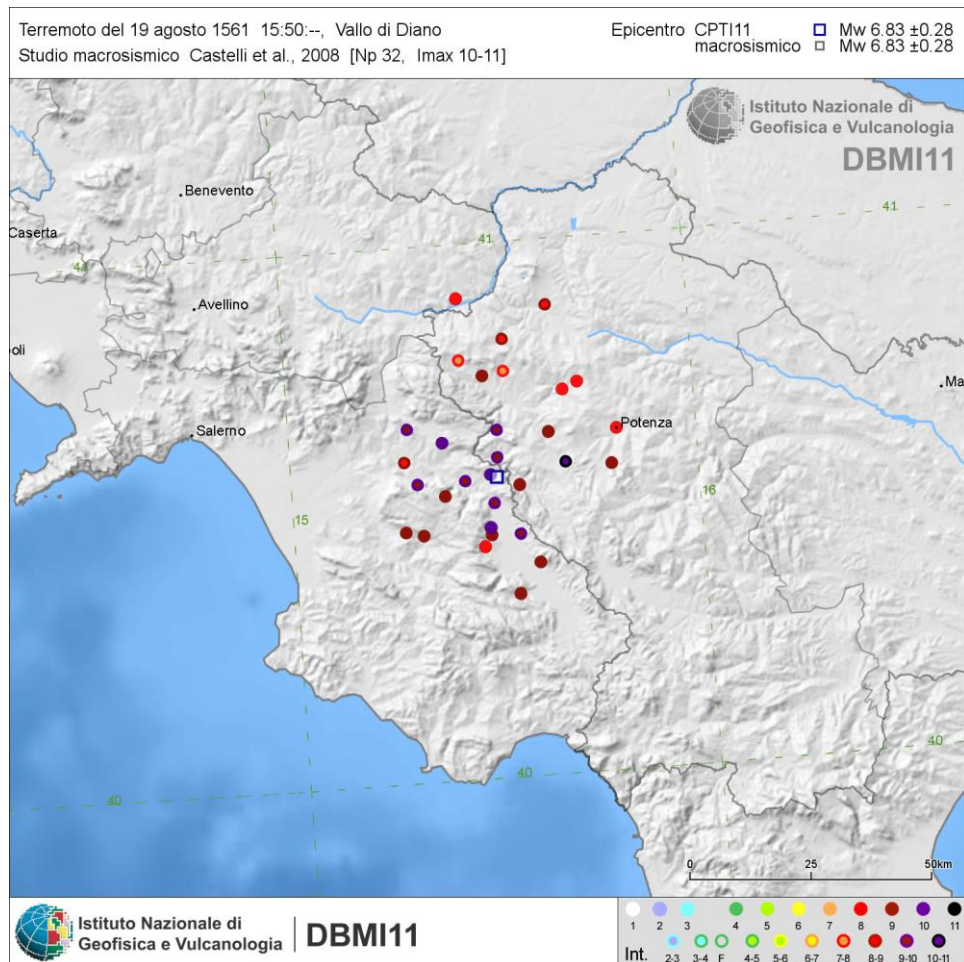 Terremoto del 19 agosto 1561 15:50:--, Vallo di Diano
Studio macrosismico Castelli et al., 2008 [Np 32, Imax 10-11]
Epicentro CPTI11 Mw 6.83 ±0.28
macrosismico Mw 6.83 ±0.28
Istituto Nazionale di
Geofisica e Vulcanologia
DBMI11
Benevento
41
Caserta
41
41
Avellino
oli
Ma
Potenza
Salerno
16
15
40
40
40
0 25 50km
Istituto Nazionale di
Geofisica e Vulcanologia
DBMI11
1 2 3 4 5 6 7 8 9 10 11
Int. 2-3 3-4 F 4-5 5-6 6-7 7-8 8-9 9-10 10-11